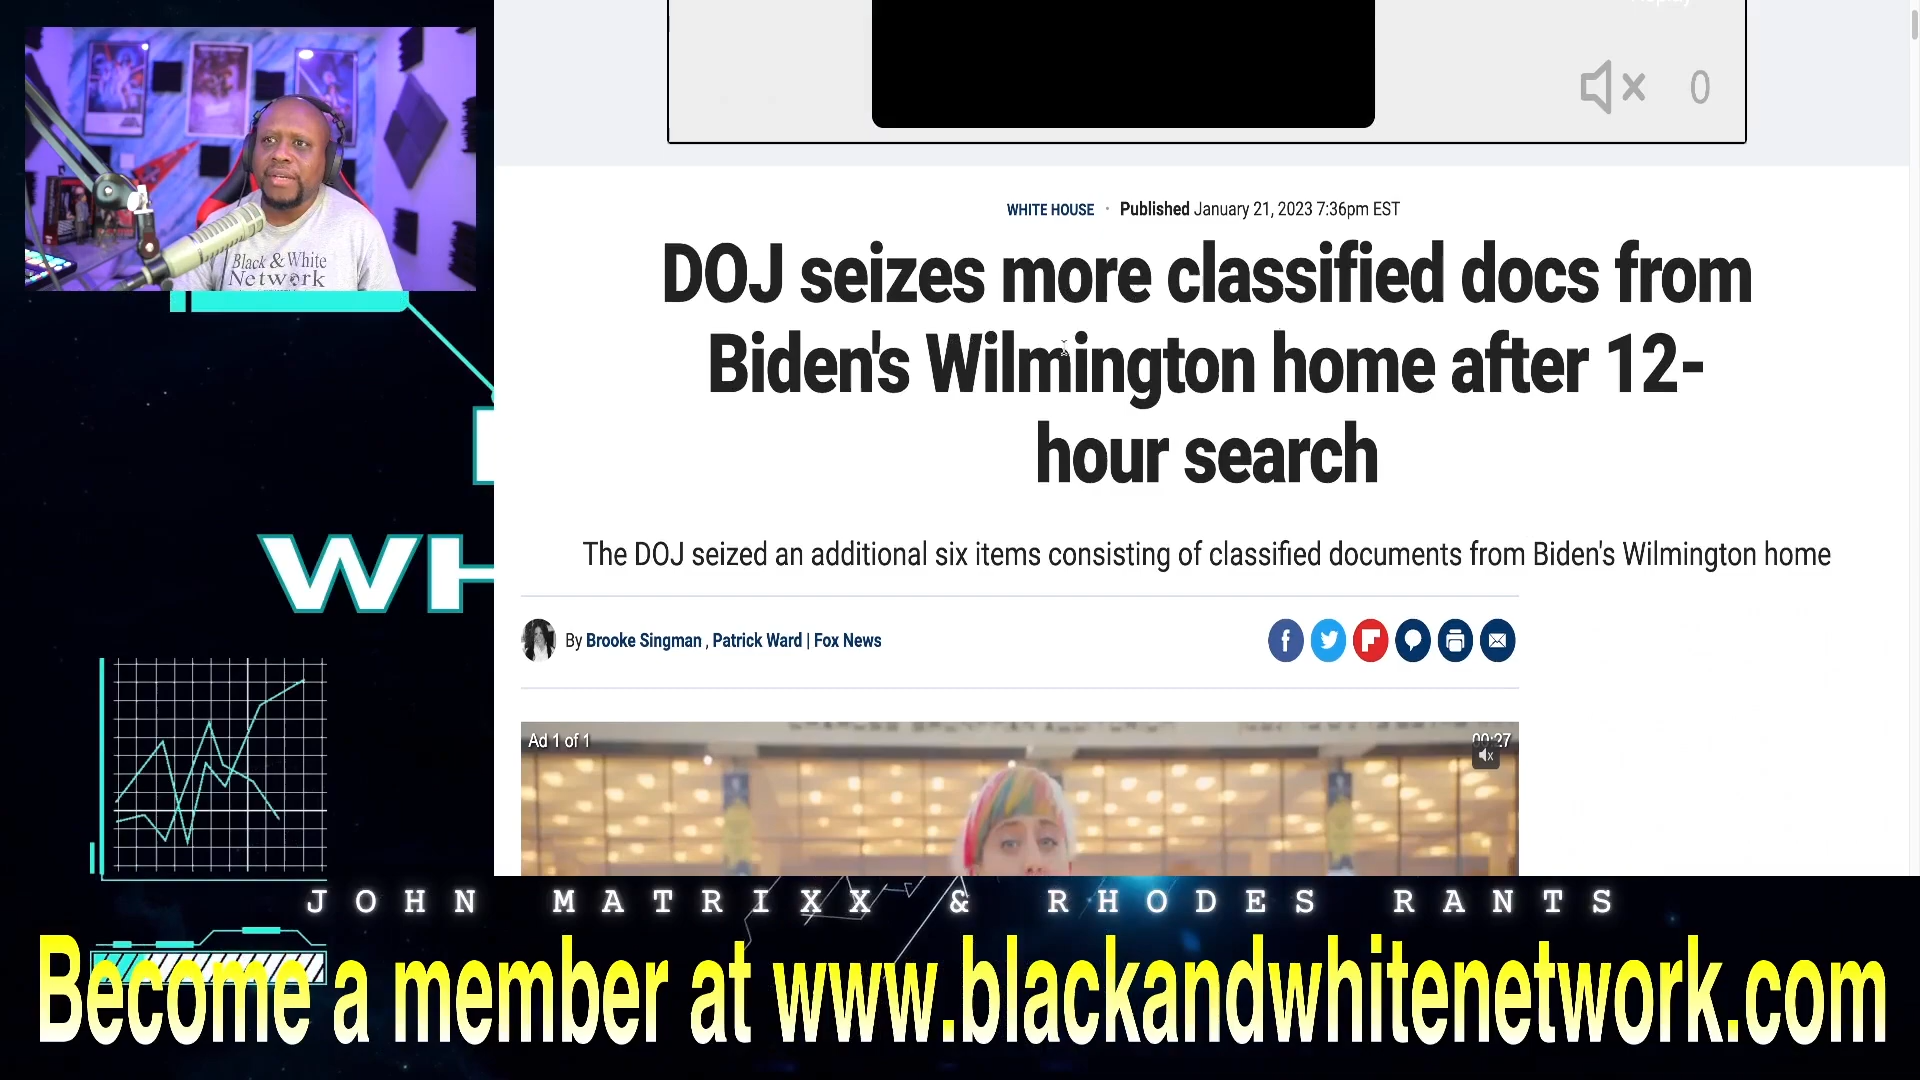 Black & White
Network
0
WHITE HOUSE · Published January 21, 2023 7:36pm EST
DOJ seizes more classified docs from
Biden's Wilmington home after 12-
hour search
The DOJ seized an additional six items consisting of classified documents from Biden's Wilmington home
By Brooke Singman , Patrick Ward | Fox News
Ad 1 of 1
00:27
WH
JOHN MATRIXX & RHODES RANTS
Become a member at www.blackandwhitenetwork.com